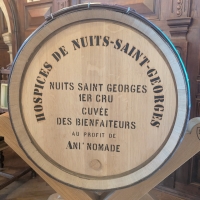 HOSPICES DE NUITS-SAINT-GEORGES
NUITS SAINT GEORGES
1ER CRU
CUVÉE
DES BIENFAITEURS
AU PROFIT DE
ANI'NOMADE